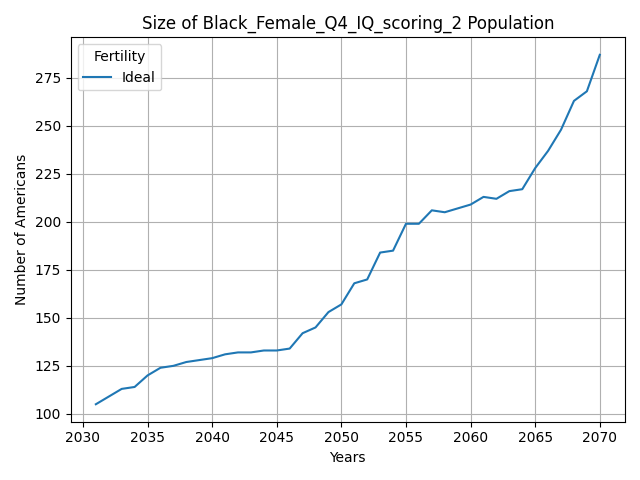 Size of Black_Female_Q4_IQ_scoring_2 Population
Fertility
Ideal
Number of Americans
275
250
225
200
175
150
125
100
2030 2035 2040 2045 2050 2055 2060 2065 2070
Years